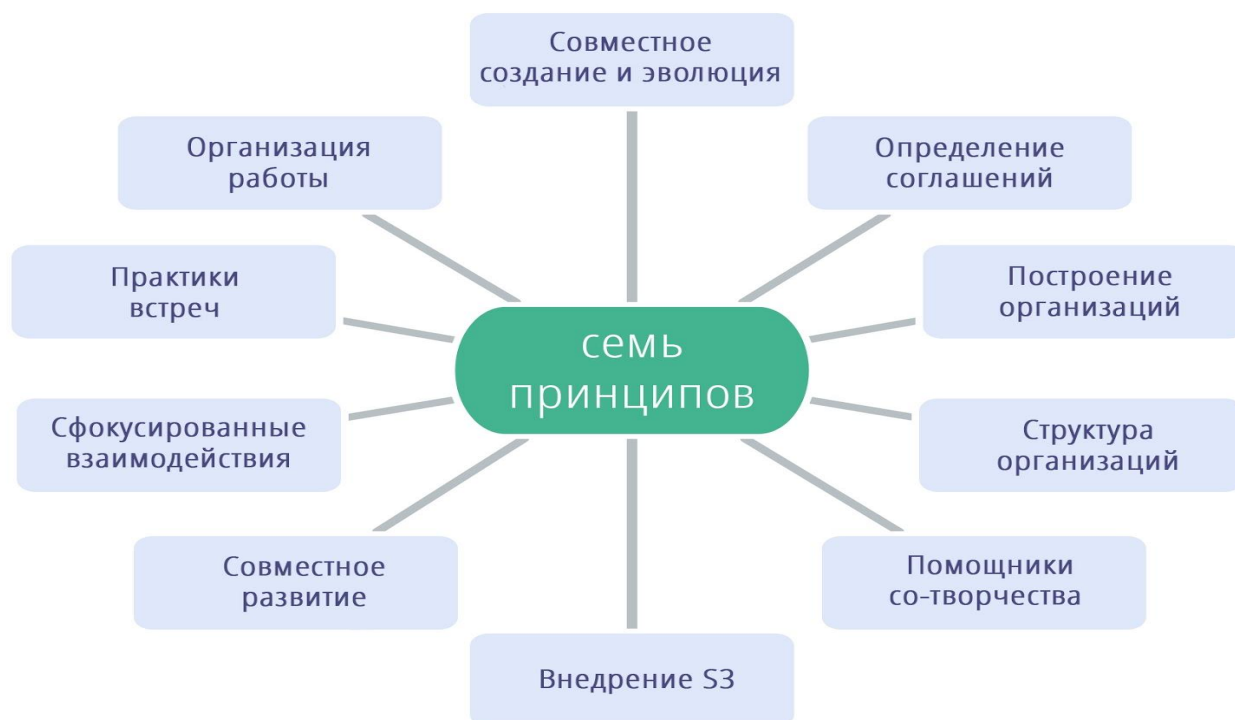 Совместное
создание и эволюция
Организация
работы
Определение
соглашений
Практики
встреч
Построение
организаций
семь
принципов
Сфокусированные
взаимодействия
Структура
организаций
Совместное
развитие
Помощники
со-творчества
Внедрение S3